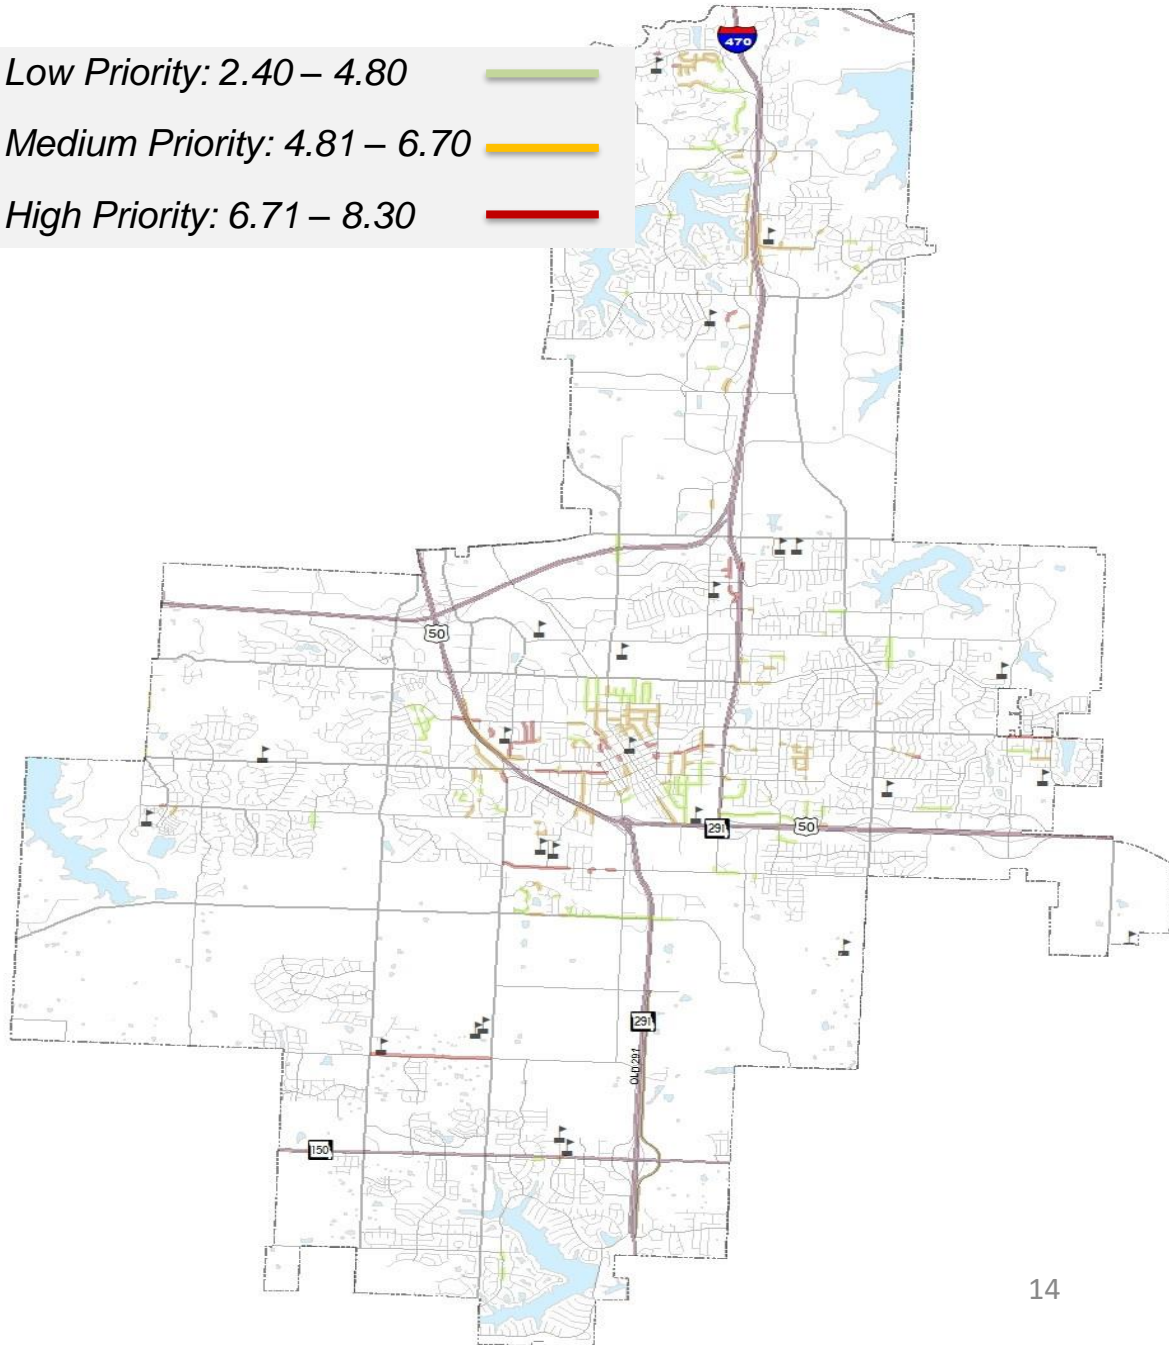 470
Low Priority: 2.40 – 4.80
Medium Priority: 4.81 – 6.70
High Priority: 6.71 – 8.30
50
291
50
291
OLD 291
150
14